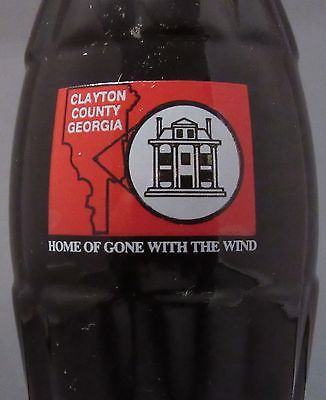 CLAYTON
COUNTY
GEORGIA
HOME OF GONE WITH THE WIND